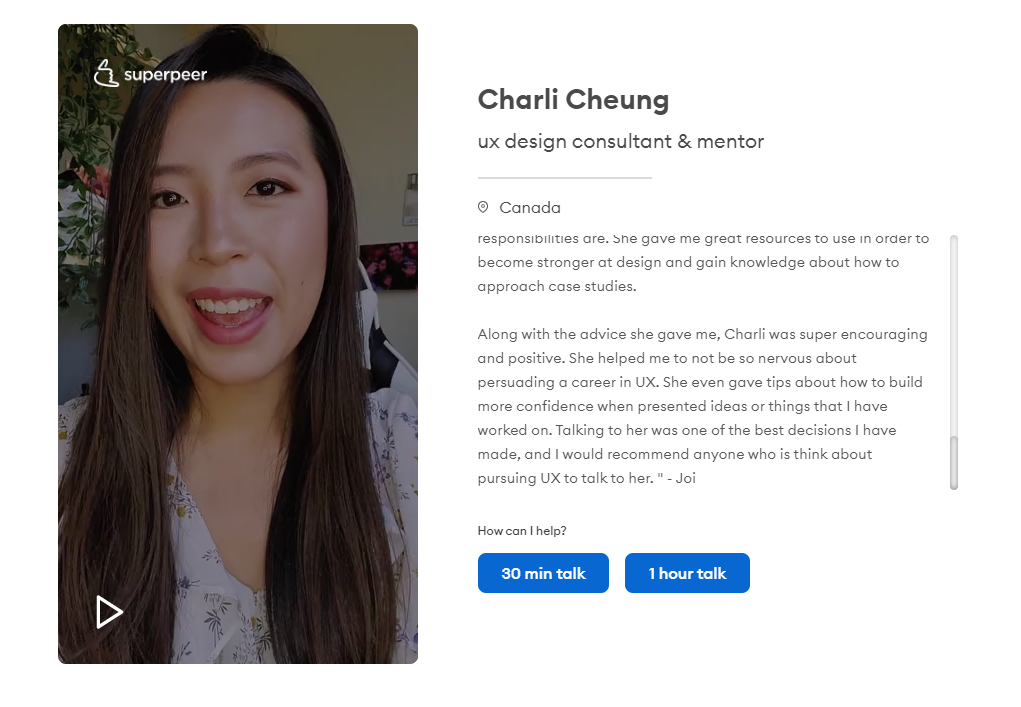 superpeer
Charli Cheung
ux design consultant & mentor
Canada
responsibilities are. She gave me great resources to use in order to
become stronger at design and gain knowledge about how to
approach case studies.
Along with the advice she gave me, Charli was super encouraging
and positive. She helped me to not be so nervous about
persuading a career in UX. She even gave tips about how to build
more confidence when presented ideas or things that I have
worked on. Talking to her was one of the best decisions I have
made, and I would recommend anyone who is think about
pursuing UX to talk to her. " - Joi
How can I help?
30 min talk
1 hour talk